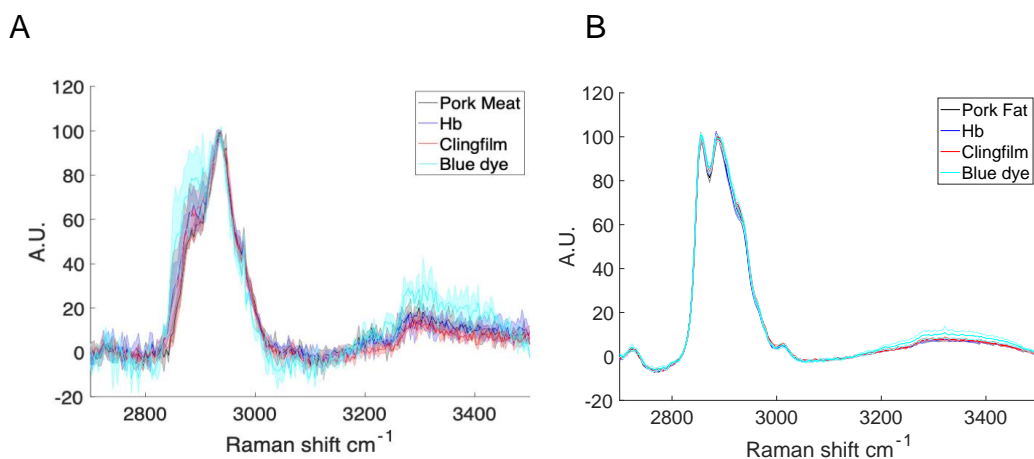 A
B
120
100
80
60
40
20
0
-20
A.U.
2800
3000
3200
3400
Raman shift cm-1
Pork Meat
Hb
Clingfilm
Blue dye
120
100
80
60
40
20
0
-20
A.U.
2800
3000
3200
3400
Raman shift cm-1
Pork Fat
Hb
Clingfilm
Blue dye